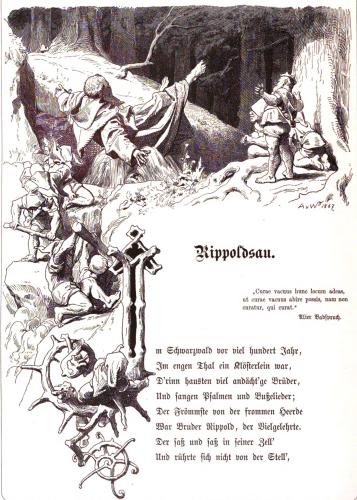 AvW 1867
Rippoldsau.
„Curae vacuus hunc locum adeas,
ut curae vacuus abire possis, nam non
curatur, qui curat.“
Alter Badspruch.
Im Schwarzwald vor viel hundert Jahr,
Im engen Thal ein Klösterlein war,
D'rinn hausten viel andächt'ge Brüder,
Und sangen Psalmen und Bußlieder;
Der Frömmste von der frommen Heerde
War Bruder Rippold, der Vielgelehrte.
Der saß und saß in seiner Zell'
Und rührte sich nicht von der Stell',